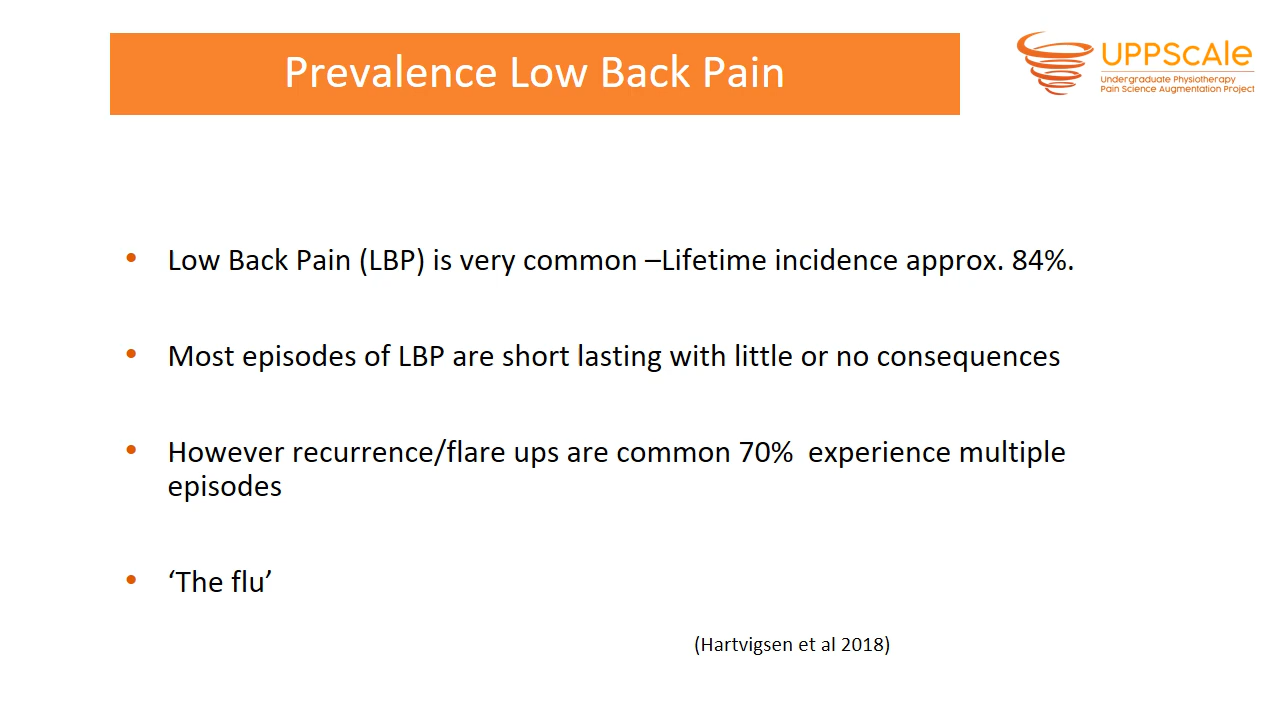 Prevalence Low Back Pain
UPPScAle
Undergraduate Physiotherapy
Pain Science Augmentation Project
• Low Back Pain (LBP) is very common –Lifetime incidence approx. 84%.
• Most episodes of LBP are short lasting with little or no consequences
• However recurrence/flare ups are common 70%  experience multiple
episodes
• ‘The flu’
(Hartvigsen et al 2018)